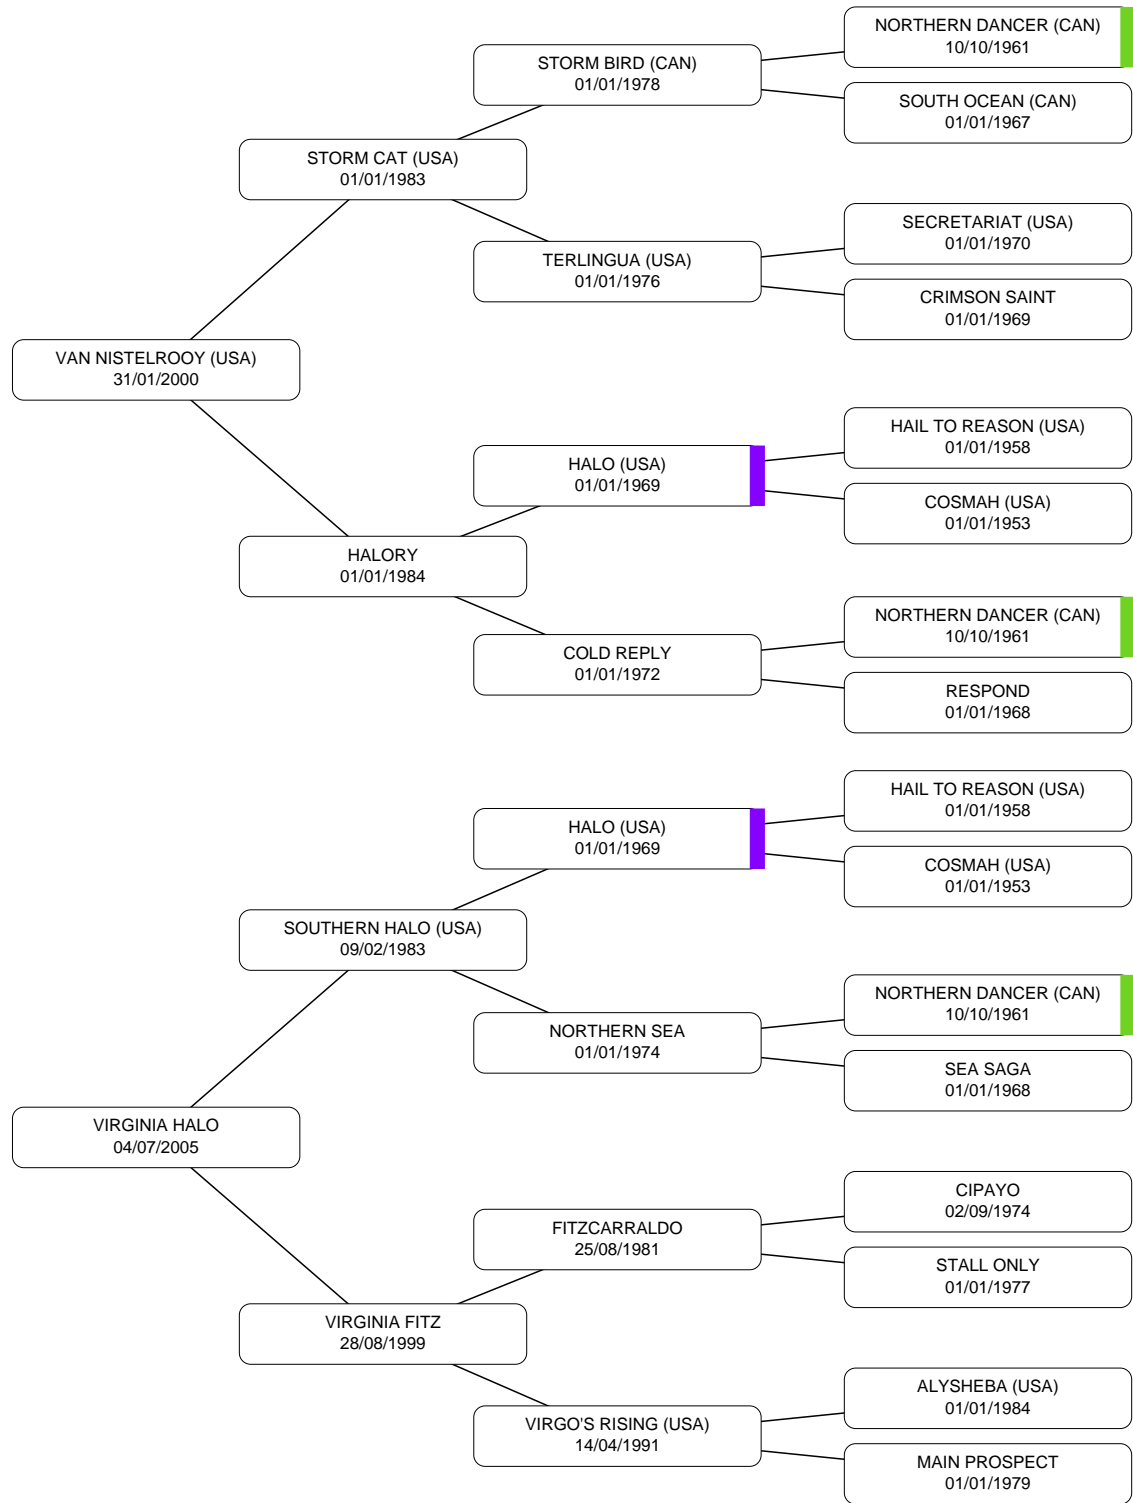 NORTHERN DANCER (CAN)
10/10/1961
STORM BIRD (CAN)
01/01/1978
SOUTH OCEAN (CAN)
01/01/1967
STORM CAT (USA)
01/01/1983
SECRETARIAT (USA)
01/01/1970
TERLINGUA (USA)
01/01/1976
CRIMSON SAINT
01/01/1969
VAN NISTELROOY (USA)
31/01/2000
HAIL TO REASON (USA)
01/01/1958
HALO (USA)
01/01/1969
COSMAH (USA)
01/01/1953
HALORY
01/01/1984
NORTHERN DANCER (CAN)
10/10/1961
COLD REPLY
01/01/1972
RESPOND
01/01/1968
HAIL TO REASON (USA)
01/01/1958
HALO (USA)
01/01/1969
COSMAH (USA)
01/01/1953
SOUTHERN HALO (USA)
09/02/1983
NORTHERN DANCER (CAN)
10/10/1961
NORTHERN SEA
01/01/1974
SEA SAGA
01/01/1968
VIRGINIA HALO
04/07/2005
CIPAYO
02/09/1974
FITZCARRALDO
25/08/1981
STALL ONLY
01/01/1977
VIRGINIA FITZ
28/08/1999
ALYSHEBA (USA)
01/01/1984
VIRGO'S RISING (USA)
14/04/1991
MAIN PROSPECT
01/01/1979